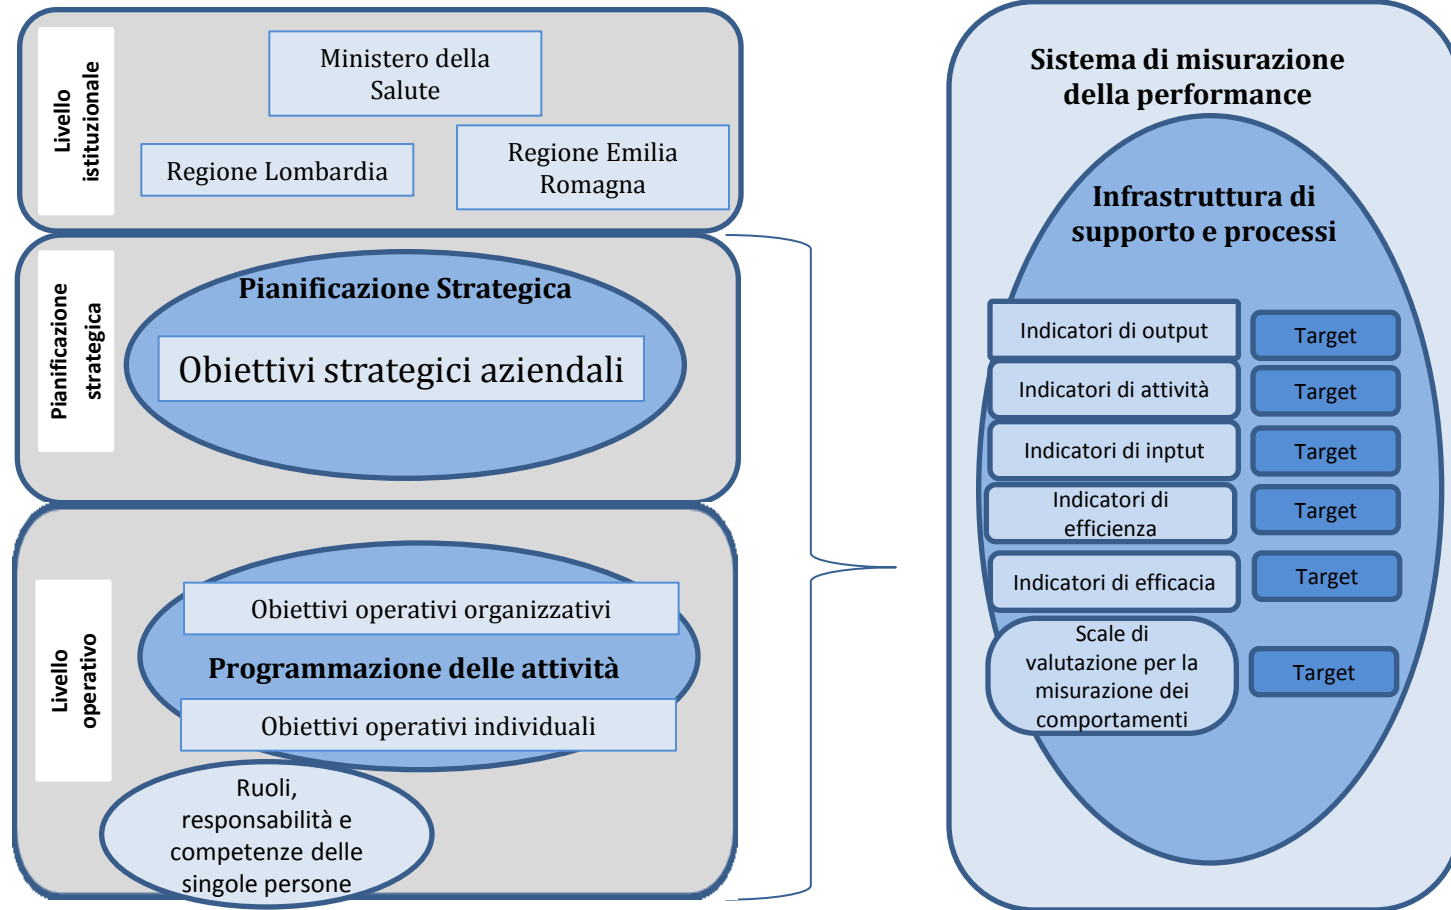 Livello
istituzionale
Ministero della
Salute
Regione Lombardia
Regione Emilia
Romagna
Pianificazione
strategica
Pianificazione Strategica
Obiettivi strategici aziendali
Livello
operativo
Obiettivi operativi organizzativi
Programmazione delle attività
Obiettivi operativi individuali
Ruoli,
responsabilità e
competenze delle
singole persone
Sistema di misurazione
della performance
Infrastruttura di
supporto e processi
Indicatori di output
Target
Indicatori di attività
Target
Indicatori di inptut
Target
Indicatori di
efficienza
Target
Indicatori di efficacia
Target
Scale di
valutazione per la
misurazione dei
comportamenti
Target